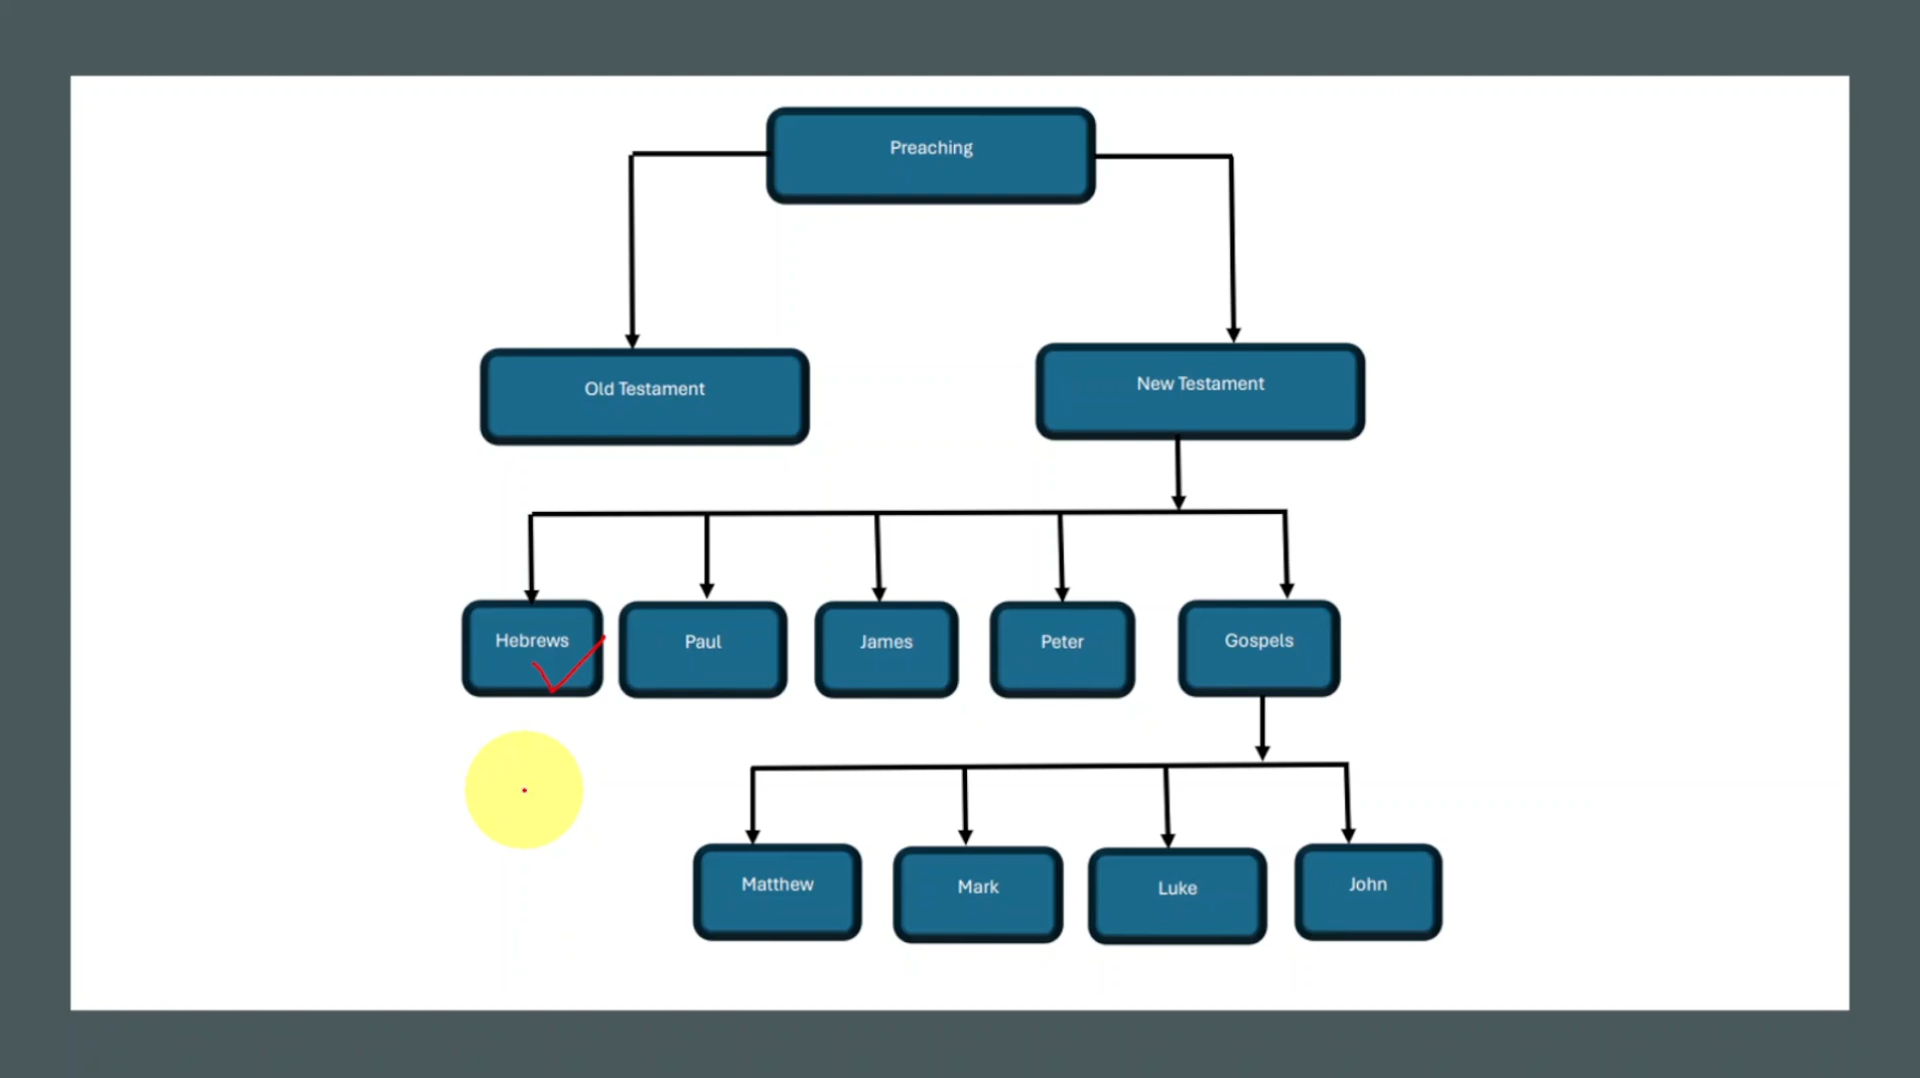 Preaching
Old Testament
New Testament
Hebrews
Paul
James
Peter
Gospels
Matthew
Mark
Luke
John